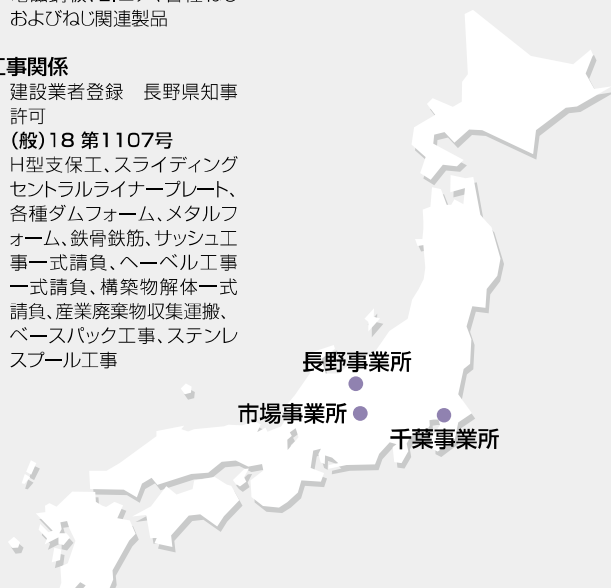 およびねじ関連製品
工事関係
建設業者登録　長野県知事
許可
(般)18 第1107号
H型支保工、スライディング
セントラルライナープレート、
各種ダムフォーム、メタルフ
ォーム、鉄骨鉄筋、サッシュ工
事一式請負、ヘーベル工事
一式請負、構築物解体一式
請負、産業廃棄物収集運搬、
ベースパック工事、ステンレ
スプール工事
長野事業所
市場事業所
千葉事業所